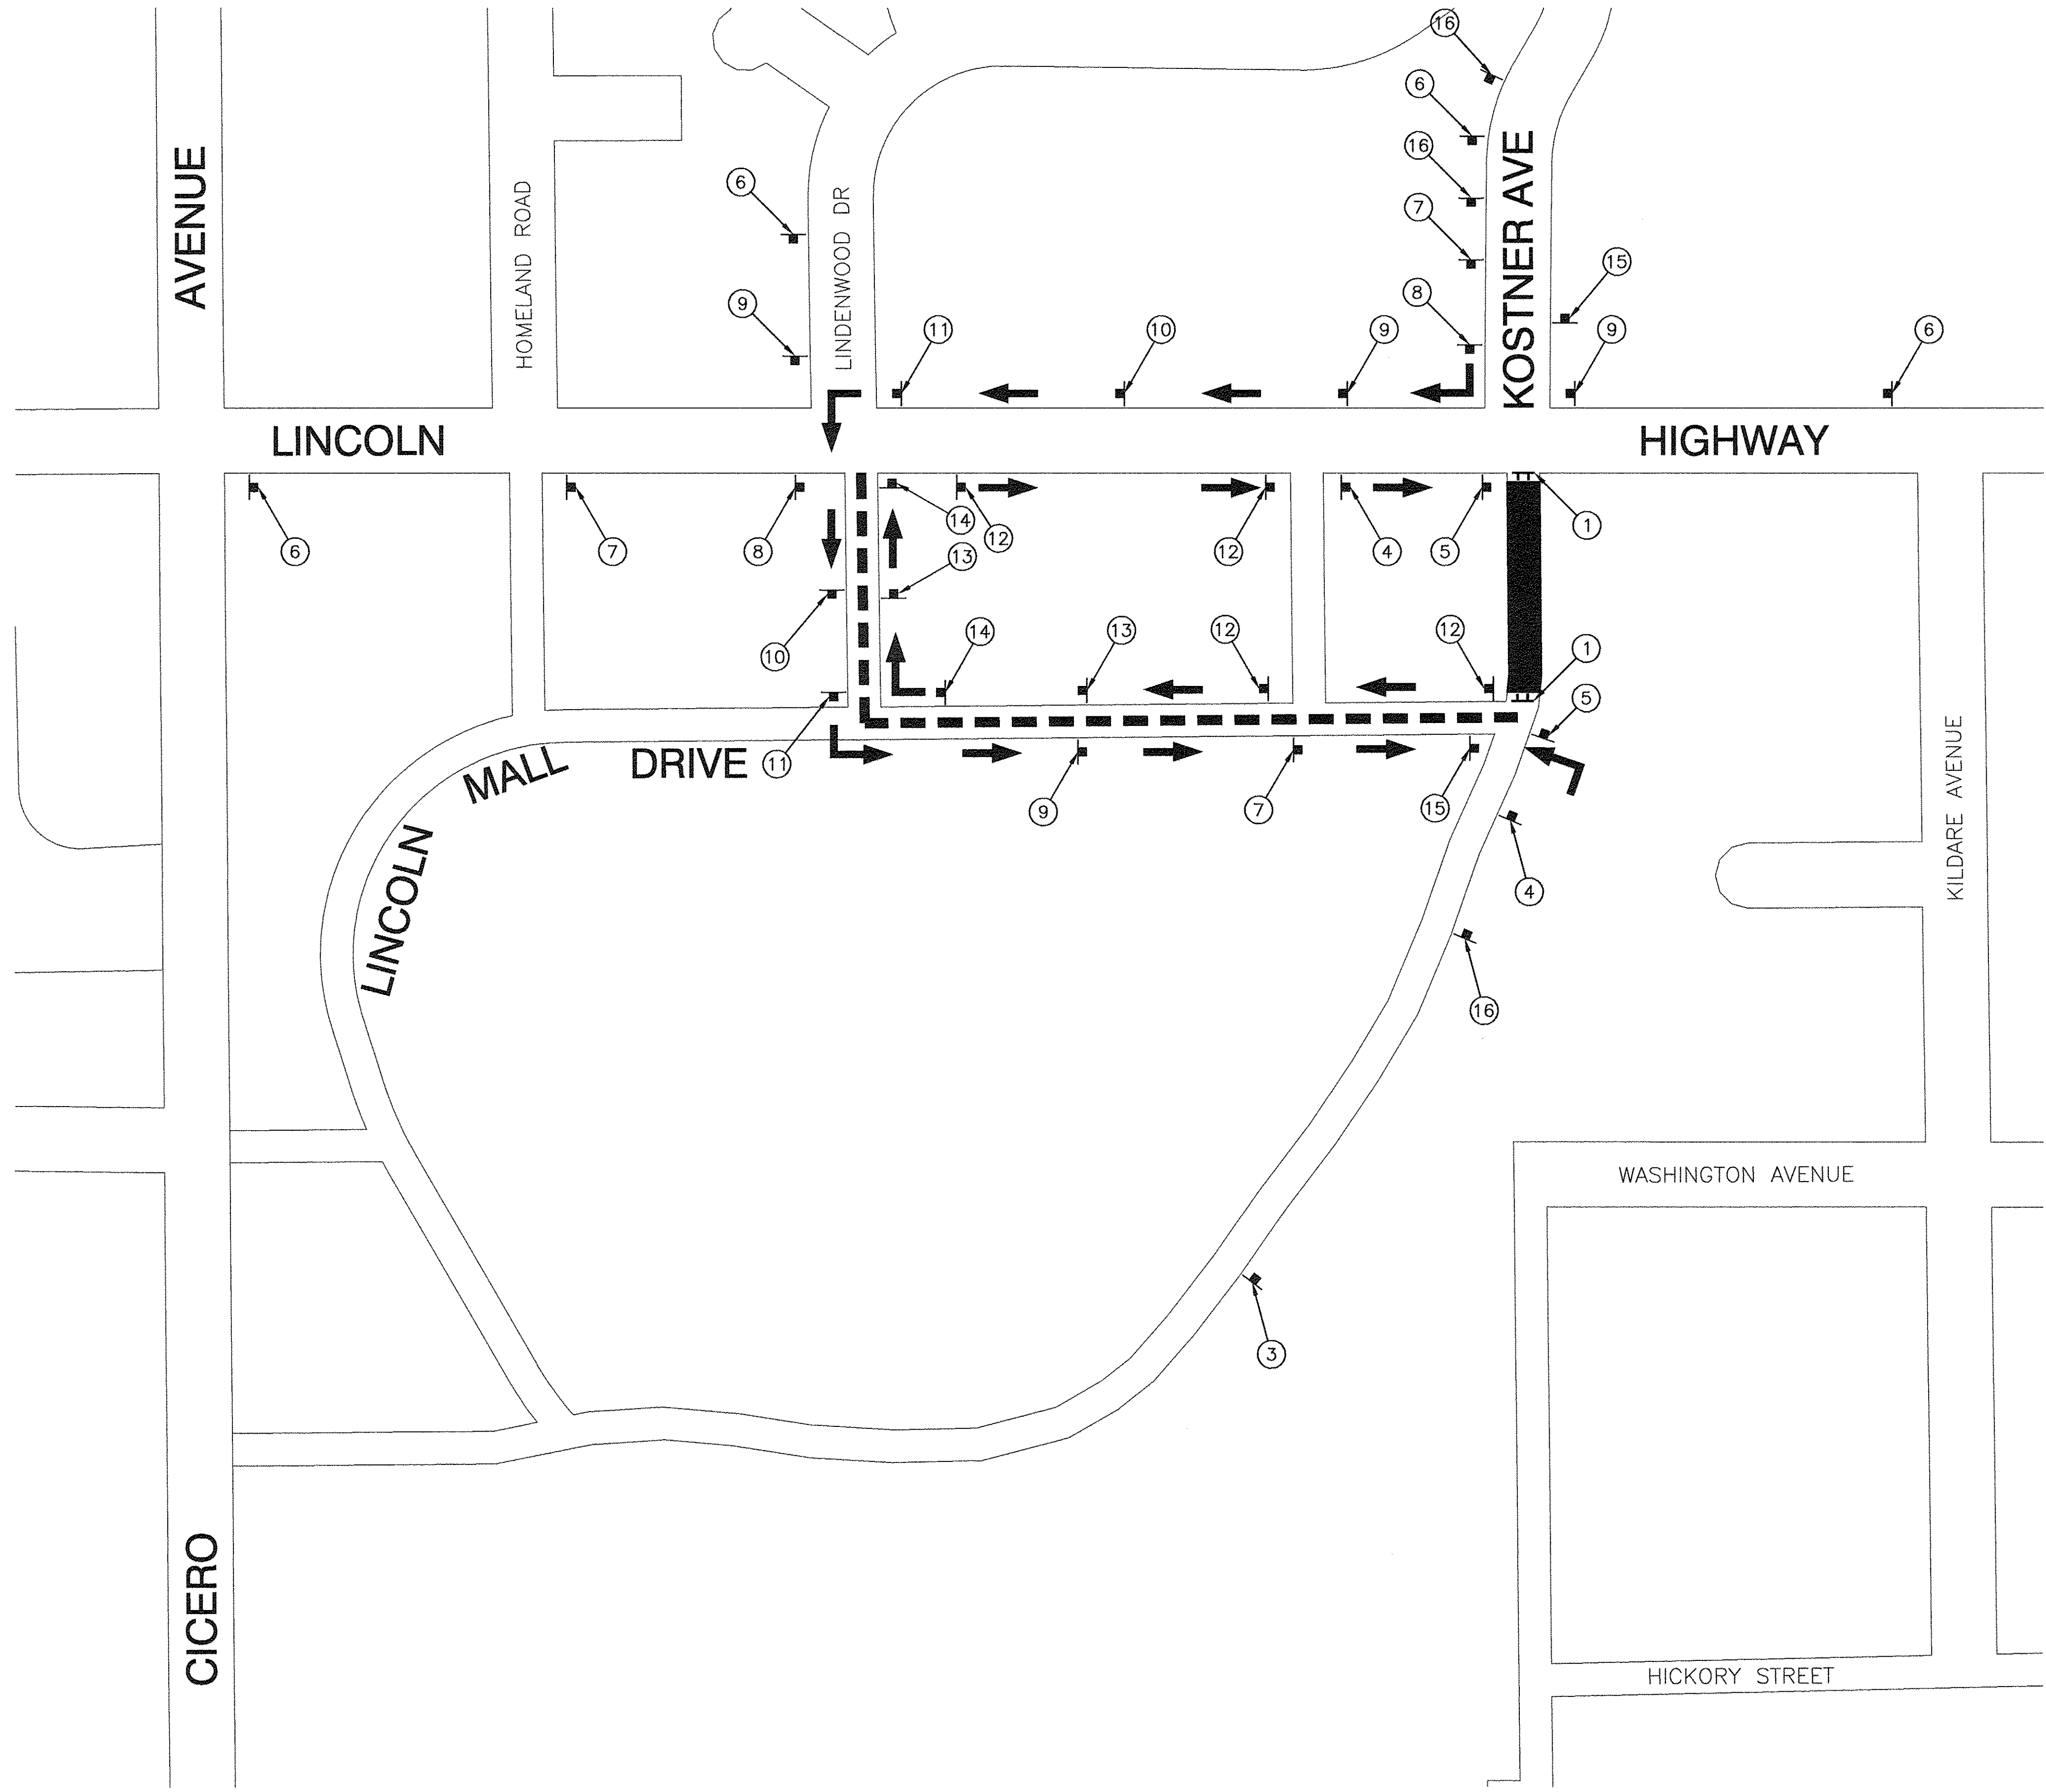 16
6
16
7
15
8
9
6
AVENUE
HOMELAND ROAD
6
9
LINDENWOOD DR
KOSTNER AVE
11
10
9
LINCOLN
HIGHWAY
6
7
8
14
12
12
4
5
1
13
10
14
13
12
12
1
5
11
9
7
15
LINCOLN
MALL
DRIVE
4
16
3
KILDARE AVENUE
WASHINGTON AVENUE
HICKORY STREET
CICERO